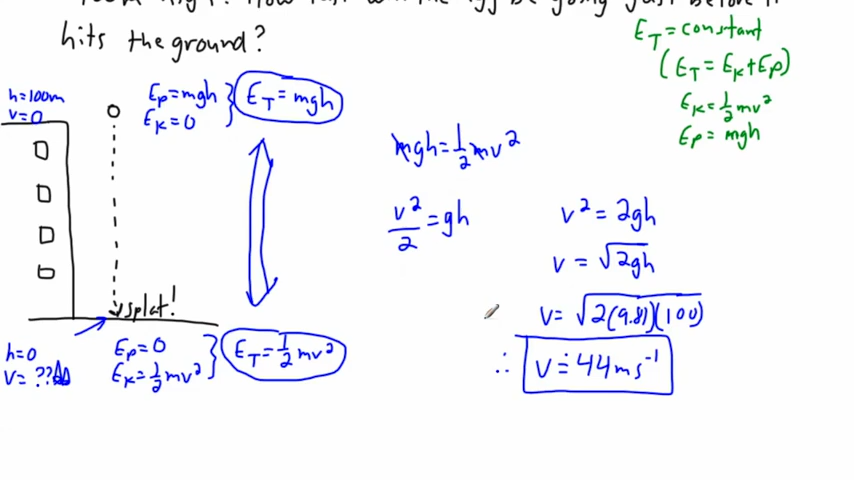 hits the ground?
E_T = constant
(E_T = E_K + E_P)
E_K = ½mv²
E_P = mgh
h=100m
v=0
E_P = mgh
E_K = 0
E_T = mgh
mgh = ½mv²
v²/2 = gh
v² = 2gh
v = √2gh
v = √2(9.81)(100)
∴ v ≐ 44ms⁻¹
splat!
h=0
v= ??
E_P = 0
E_K = ½mv²
E_T = ½mv²